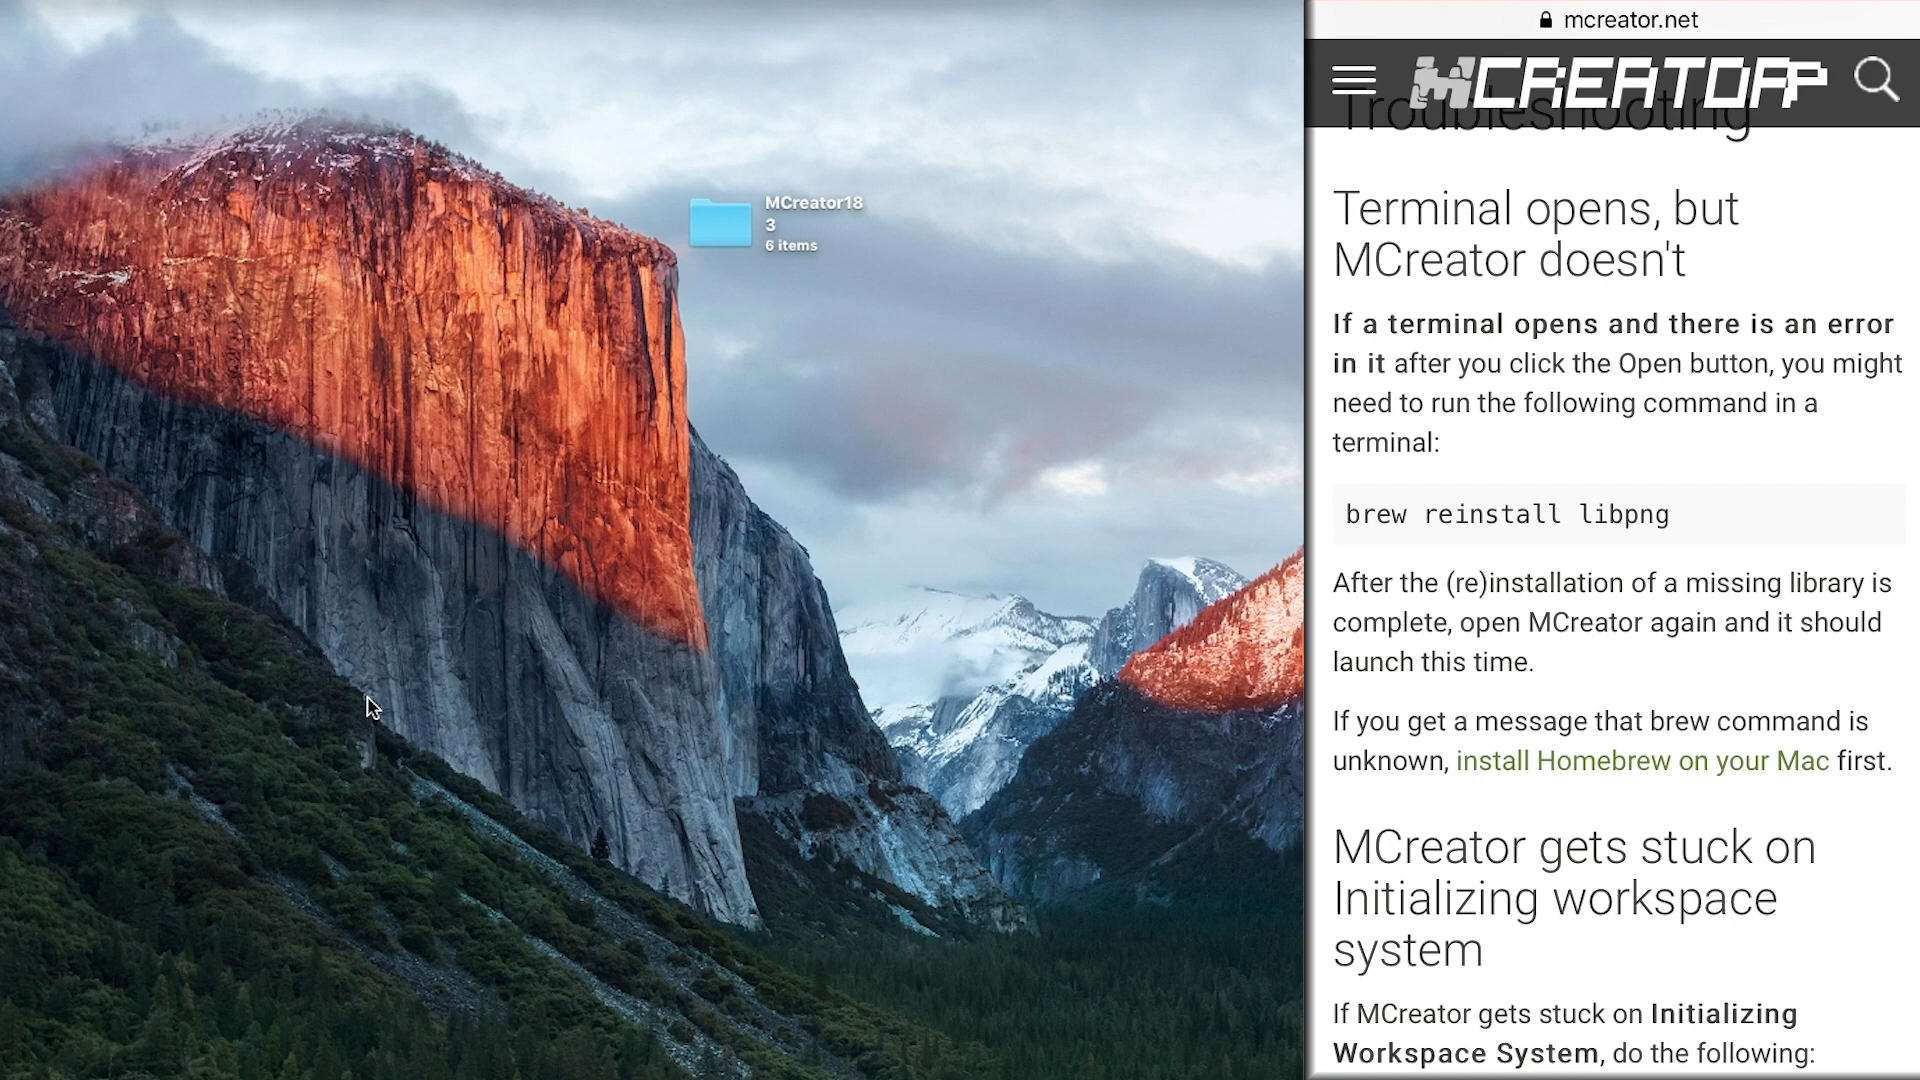 MCreator18
3
6 items
mcreator.net
MCREATOR
Troubleshooting
Terminal opens, but
MCreator doesn't
If a terminal opens and there is an error
in it after you click the Open button, you might
need to run the following command in a
terminal:
brew reinstall libpng
After the (re)installation of a missing library is
complete, open MCreator again and it should
launch this time.
If you get a message that brew command is
unknown, install Homebrew on your Mac first.
MCreator gets stuck on
Initializing workspace
system
If MCreator gets stuck on Initializing
Workspace System, do the following: